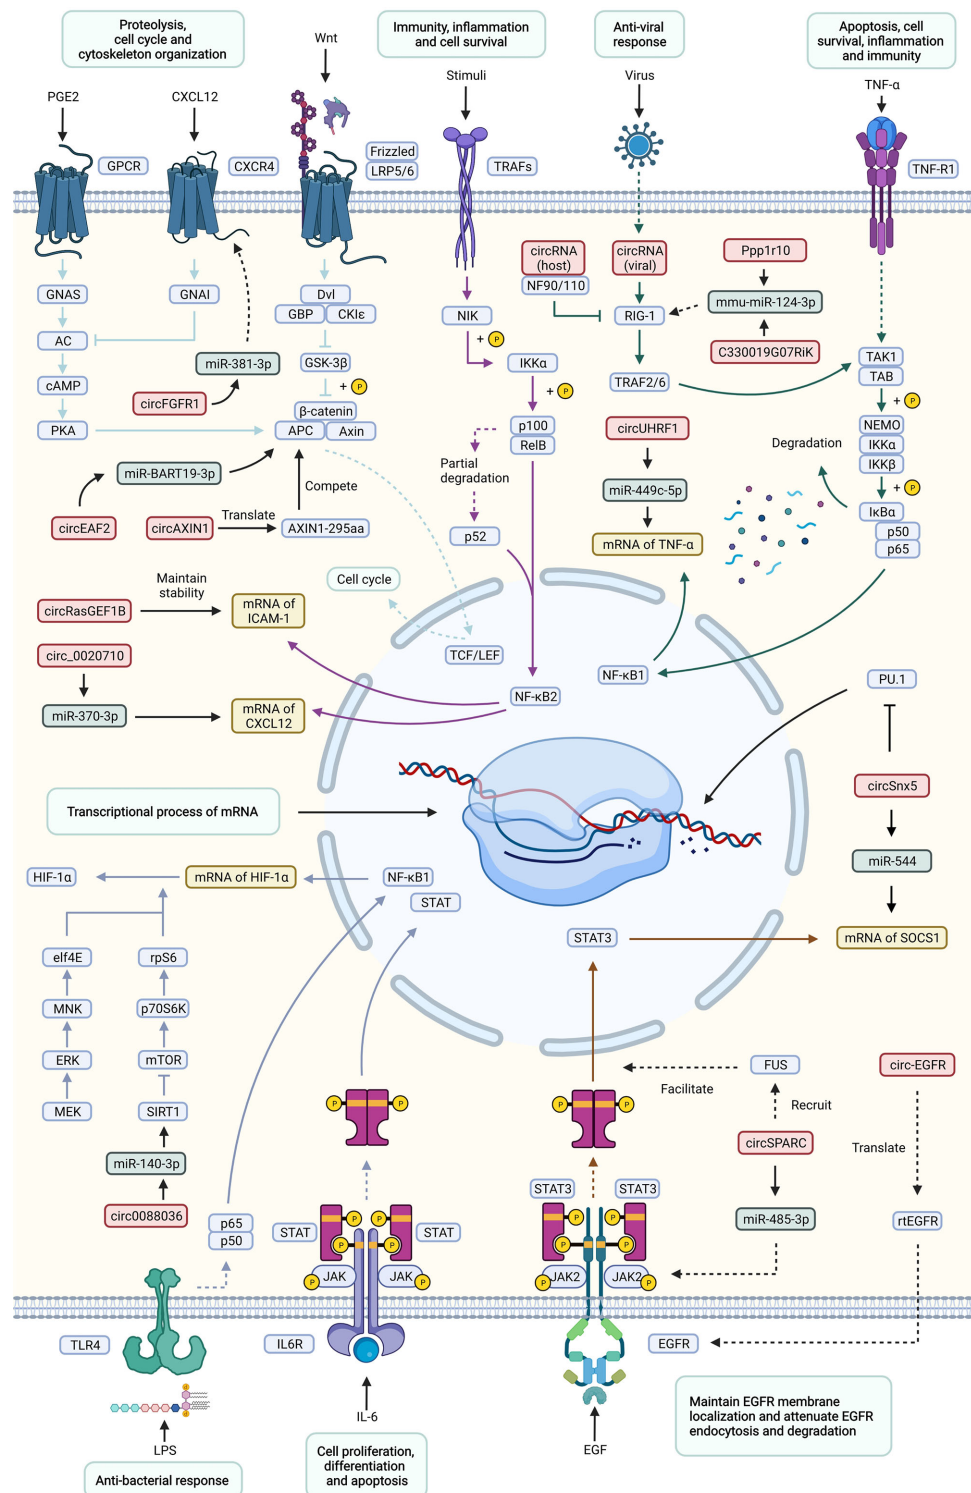 Proteolysis,
cell cycle and
cytoskeleton organization
Wnt
Immunity, inflammation
and cell survival
Anti-viral
response
Apoptosis, cell
survival, inflammation
and immunity
PGE2
CXCL12
Stimuli
Virus
TNF-α
GPCR
CXCR4
Frizzled
LRP5/6
TRAFs
TNF-R1
circRNA
(host)
NF90/110
circRNA
(viral)
Ppp1r10
GNAS
GNAI
Dvl
GBP
CKlε
NIK
RIG-1
mmu-miR-124-3p
AC
+ P
C330019G07RiK
miR-381-3p
GSK-3β
IKKα
TAK1
TAB
cAMP
+ P
+ P
TRAF2/6
+ P
circFGFR1
β-catenin
APC
Axin
PKA
p100
RelB
circUHRF1
NEMO
IKKα
IKKβ
Degradation
miR-BART19-3p
Partial
degradation
Compete
miR-449c-5p
+ P
circEAF2
circAXIN1
Translate
AXIN1-295aa
p52
mRNA of TNF-α
IκBα
p50
p65
Cell cycle
circRasGEF1B
Maintain
stability
mRNA of
ICAM-1
circ_0020710
TCF/LEF
NF-κB1
PU.1
NF-κB2
miR-370-3p
mRNA of
CXCL12
circSnx5
Transcriptional process of mRNA
miR-544
HIF-1α
mRNA of HIF-1α
NF-κB1
STAT
STAT3
mRNA of SOCS1
elf4E
rpS6
MNK
p70S6K
ERK
mTOR
FUS
circ-EGFR
Facilitate
MEK
SIRT1
P
P
P
P
Recruit
circSPARC
Translate
miR-140-3p
STAT3
STAT3
circ0088036
p65
p50
STAT
P
P
STAT
P
P
miR-485-3p
rtEGFR
P
P
P
P
JAK
JAK
P
P
JAK2
JAK2
P
P
TLR4
IL6R
EGFR
Maintain EGFR membrane
localization and attenuate EGFR
endocytosis and degradation
IL-6
LPS
EGF
Cell proliferation,
differentiation
and apoptosis
Anti-bacterial response